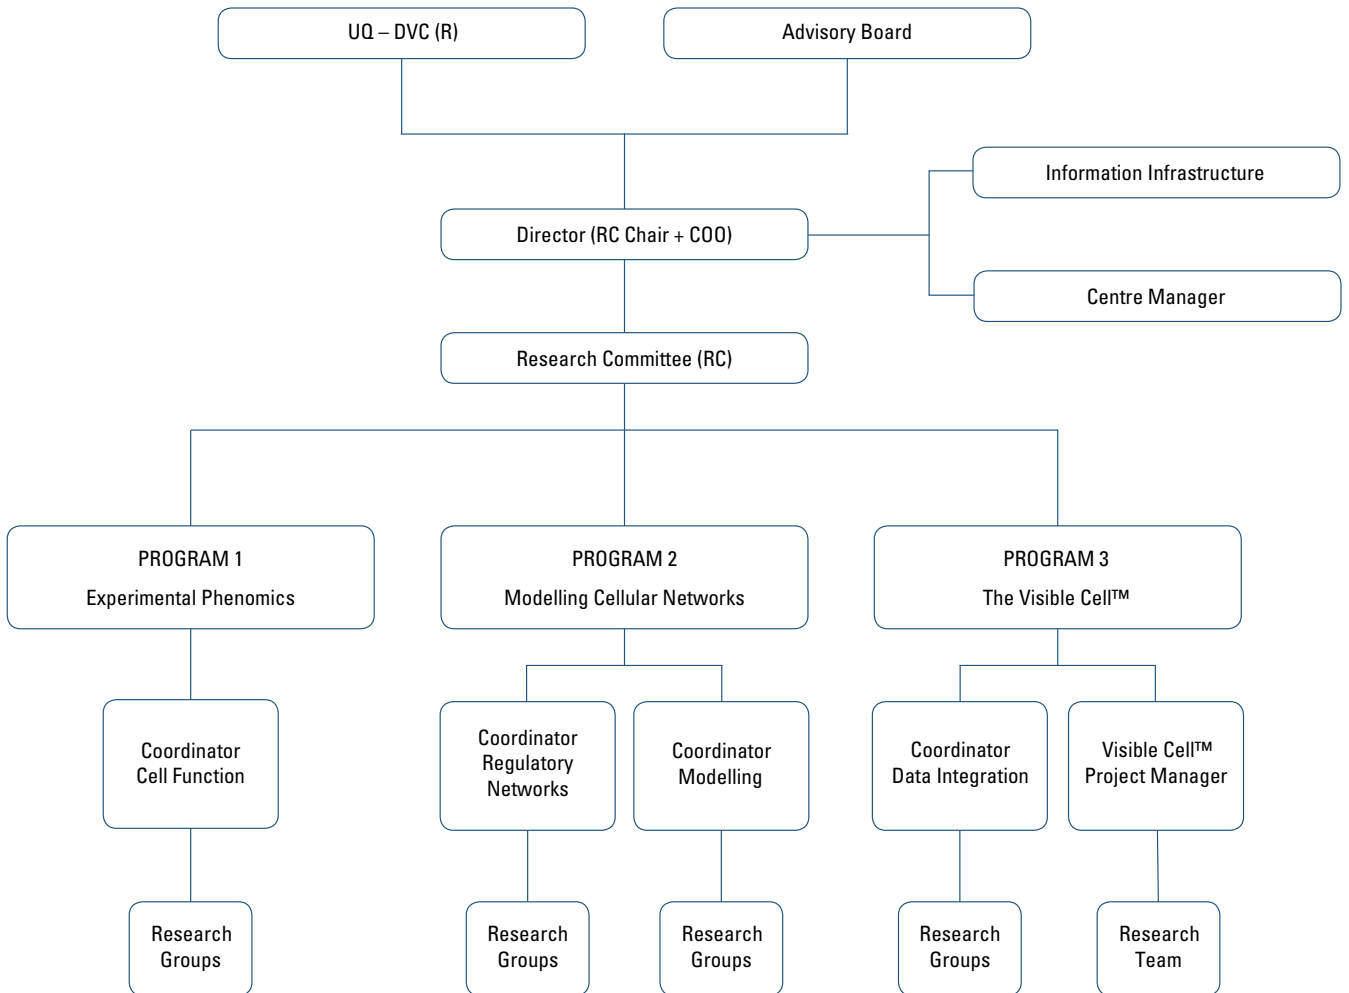 UQ – DVC (R)
Advisory Board
Information Infrastructure
Director (RC Chair + COO)
Centre Manager
Research Committee (RC)
PROGRAM 1
Experimental Phenomics
PROGRAM 2
Modelling Cellular Networks
PROGRAM 3
The Visible Cell™
Coordinator
Cell Function
Coordinator
Regulatory
Networks
Coordinator
Modelling
Coordinator
Data Integration
Visible Cell™
Project Manager
Research
Groups
Research
Groups
Research
Groups
Research
Groups
Research
Team